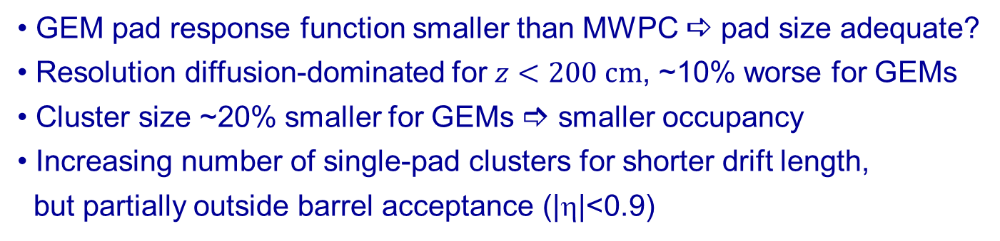 • GEM pad response function smaller than MWPC ⇨ pad size adequate?
• Resolution diffusion-dominated for z < 200 cm, ~10% worse for GEMs
• Cluster size ~20% smaller for GEMs ⇨ smaller occupancy
• Increasing number of single-pad clusters for shorter drift length,
but partially outside barrel acceptance (|η|<0.9)